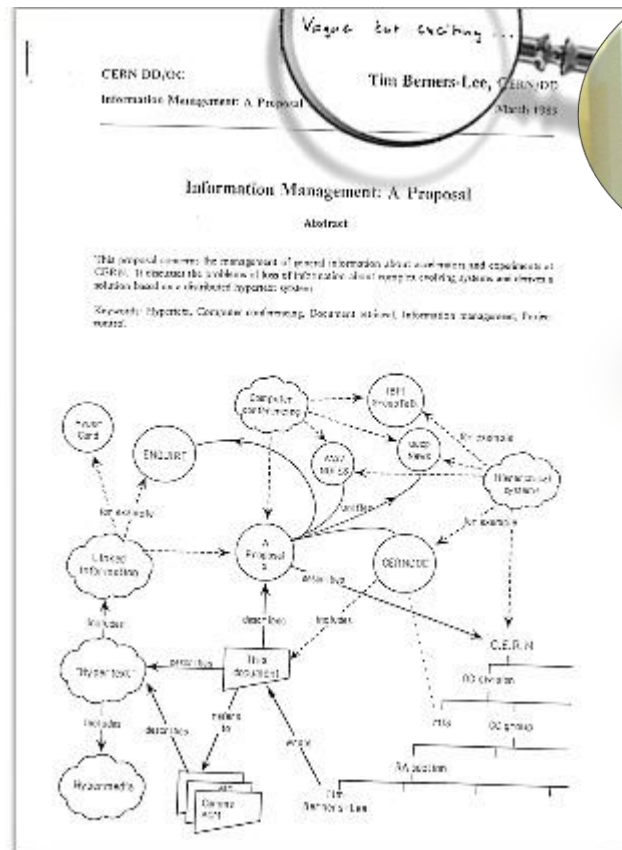 Vague but exciting ...
CERN DD/OC
Tim Berners-Lee, CERN/DD
Information Management: A Proposal
March 1989
Information Management: A Proposal
Abstract
This proposal concerns the management of general information about accelerators and experiments at
CERN. It discusses the problems of loss of information about complex evolving systems and derives a
solution based on a distributed hypertext system.
Keywords: Hypertext, Computer conferencing, Document retrieval, Information management, Project
control
Computer
conferencing
IBM
GroupTalk
Hyper
Card
ENQUIRE
VAX/
NOTES
uucp
News
for example
Hierarchical
systems
for example
unifies
for example
Linked
information
A
Proposal
CERNDOC
describes
includes
describes
includes
C.E.R.N
"Hypertext"
describes
This
document
DD division
includes
describes
refers
to
MIS
OC group
wrote
RA section
Hypermedia
Comms
ACM
Tim
Berners-Lee